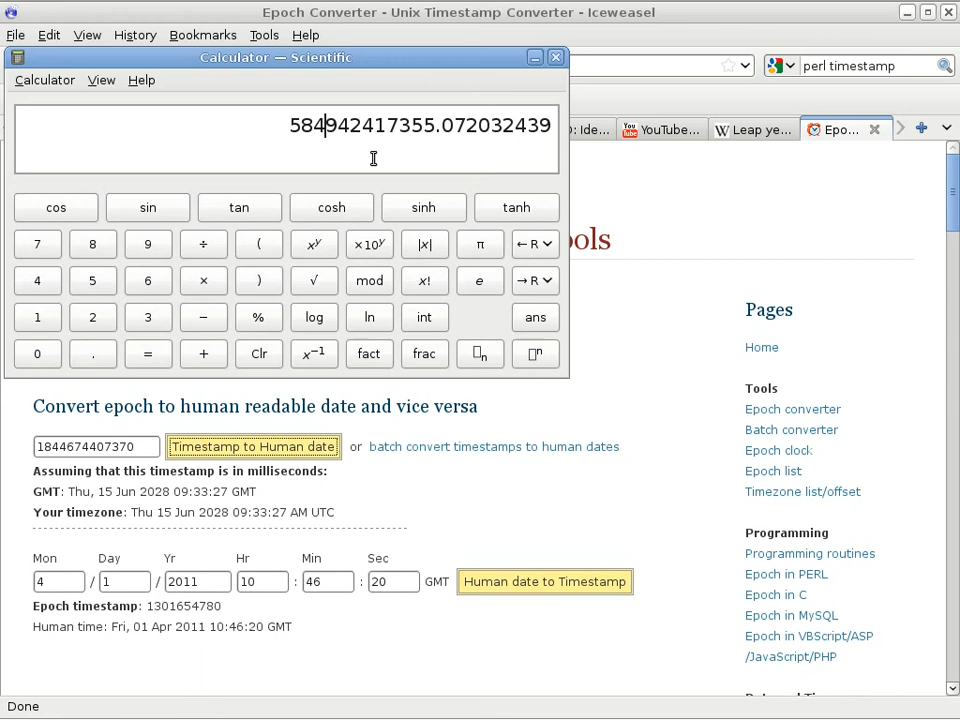 Epoch Converter - Unix Timestamp Converter - Iceweasel
File Edit View History Bookmarks Tools Help
Calculator — Scientific
perl timestamp
Calculator View Help
584942417355.072032439
D: Ide... YouTube... Leap ye... Epo...
cos sin tan cosh sinh tanh
7 8 9 ÷ ( xʸ ×10ʸ |x| π ← R
ools
4 5 6 × ) √ mod x! e → R
1 2 3 − % log ln int ans
0 . = + Clr x⁻¹ fact frac n n
Pages
Home
Tools
Epoch converter
Batch converter
Epoch clock
Epoch list
Timezone list/offset
Programming
Programming routines
Epoch in PERL
Epoch in C
Epoch in MySQL
Epoch in VBScript/ASP
/JavaScript/PHP
Convert epoch to human readable date and vice versa
1844674407370 Timestamp to Human date or batch convert timestamps to human dates
Assuming that this timestamp is in milliseconds:
GMT: Thu, 15 Jun 2028 09:33:27 GMT
Your timezone: Thu 15 Jun 2028 09:33:27 AM UTC
Mon Day Yr Hr Min Sec
4 / 1 / 2011 10 : 46 : 20 GMT Human date to Timestamp
Epoch timestamp: 1301654780
Human time: Fri, 01 Apr 2011 10:46:20 GMT
Done